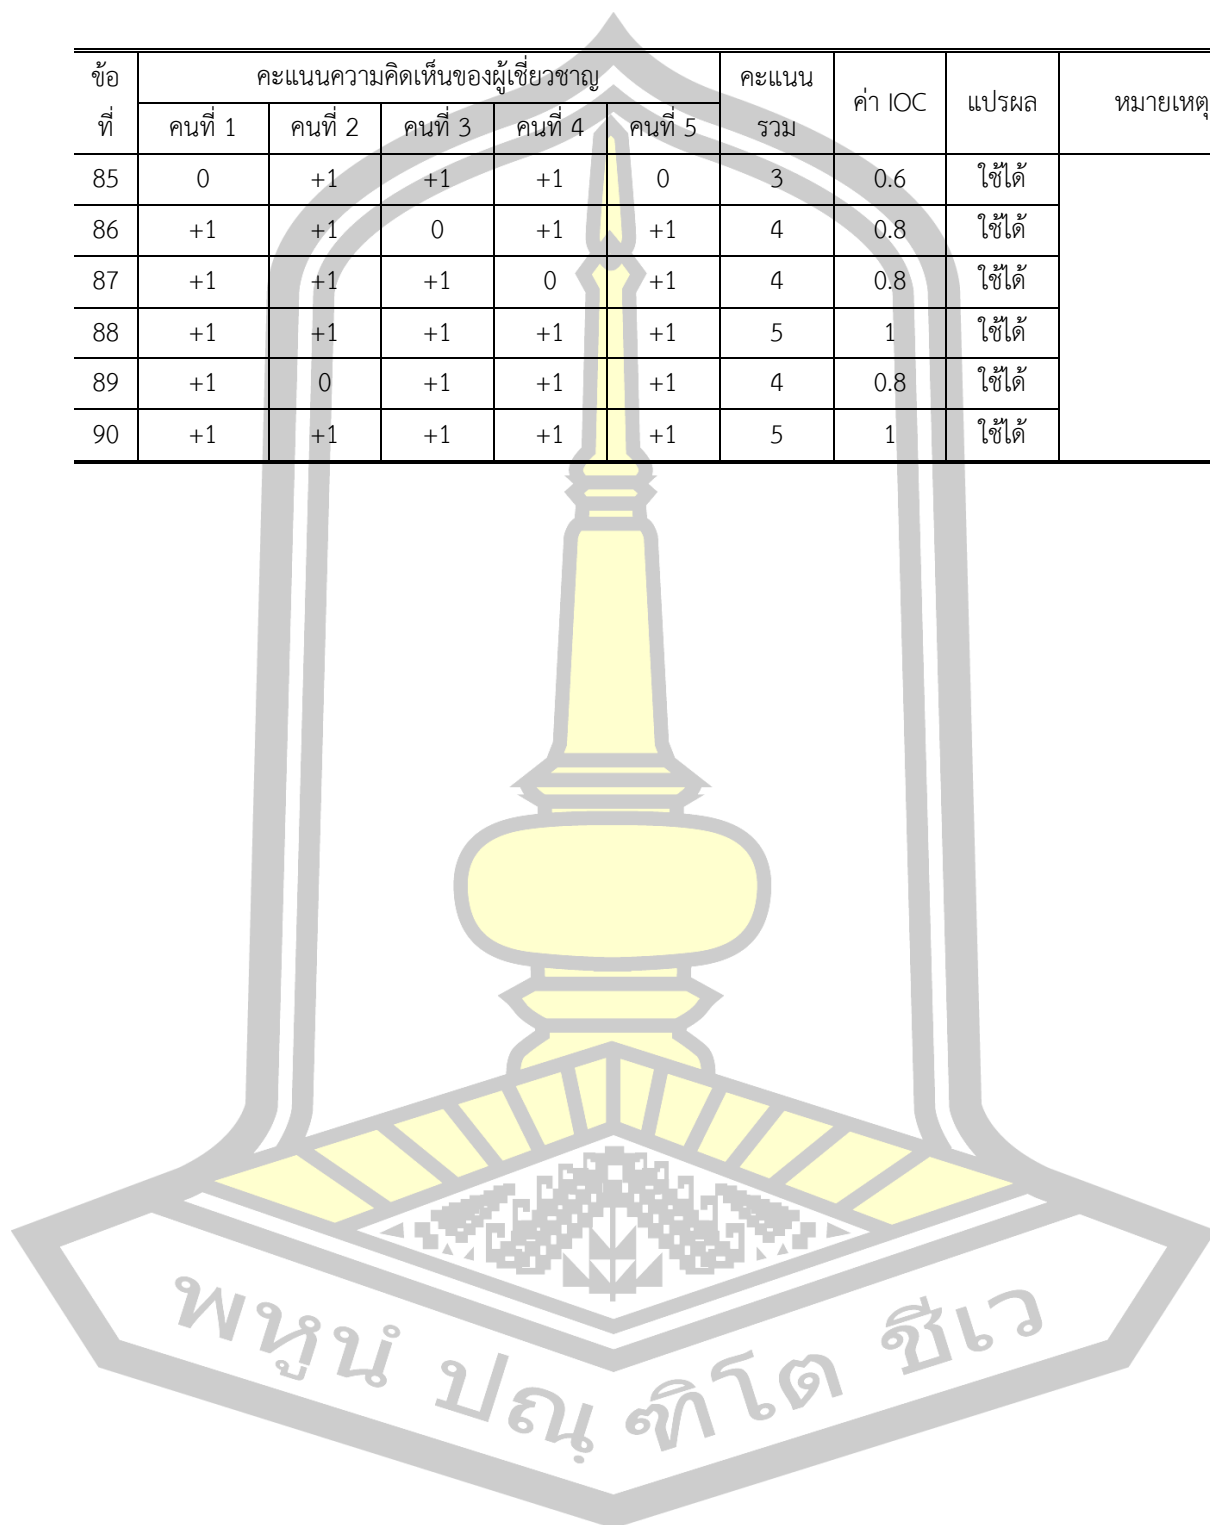 ข้อ คะแนนความคิดเห็นของผู้เชี่ยวชาญ คะแนน ค่า IOC แปรผล หมายเหตุ
ที่ คนที่ 1 คนที่ 2 คนที่ 3 คนที่ 4 คนที่ 5 รวม
85 0 +1 +1 +1 0 3 0.6 ใช้ได้
86 +1 +1 0 +1 +1 4 0.8 ใช้ได้
87 +1 +1 +1 0 +1 4 0.8 ใช้ได้
88 +1 +1 +1 +1 +1 5 1 ใช้ได้
89 +1 0 +1 +1 +1 4 0.8 ใช้ได้
90 +1 +1 +1 +1 +1 5 1 ใช้ได้
พหูนํ ปณฺฑิโต ชีเว